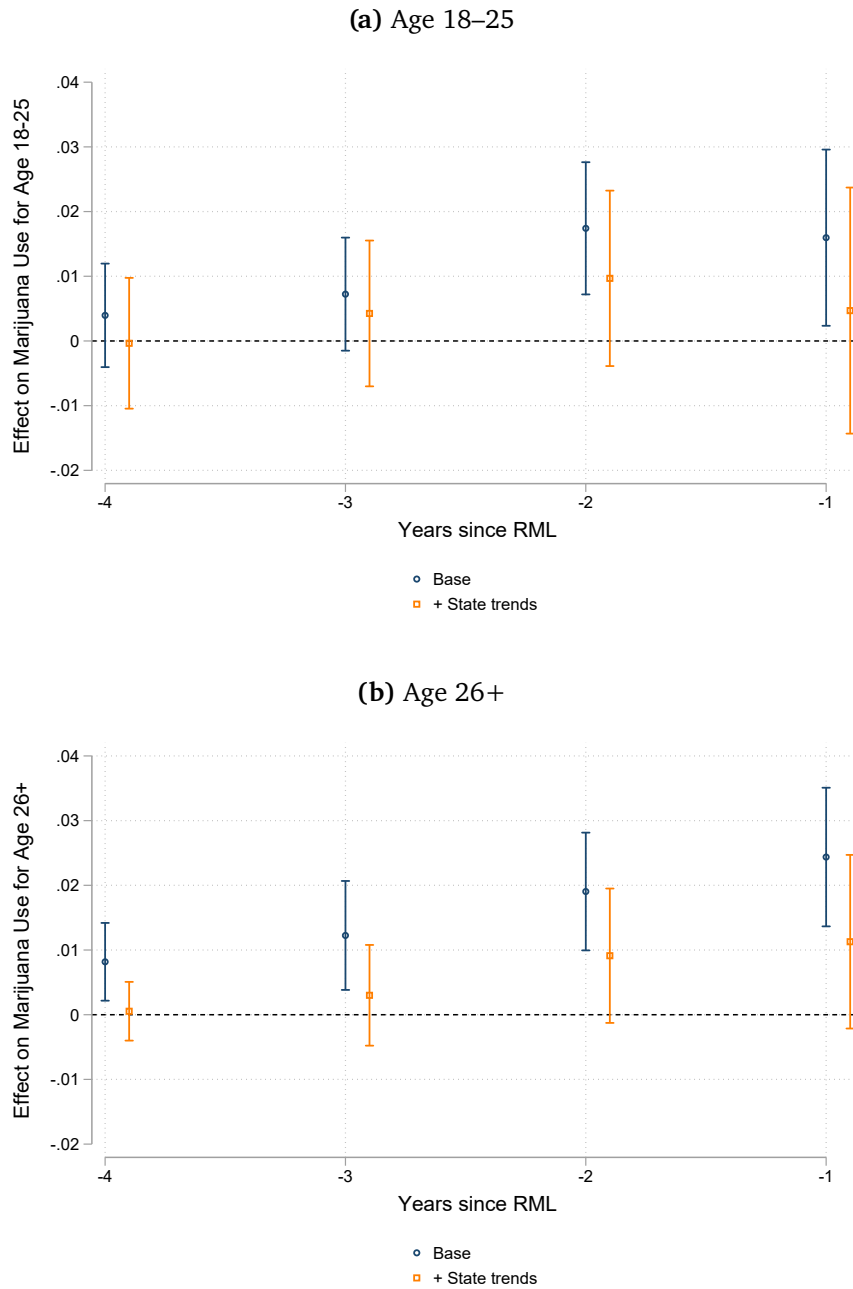 (a) Age 18–25
Effect on Marijuana Use for Age 18-25
.04
.03
.02
.01
0
-.01
-.02
-4 -3 -2 -1
Years since RML
Base
+ State trends
(b) Age 26+
Effect on Marijuana Use for Age 26+
.04
.03
.02
.01
0
-.01
-.02
-4 -3 -2 -1
Years since RML
Base
+ State trends